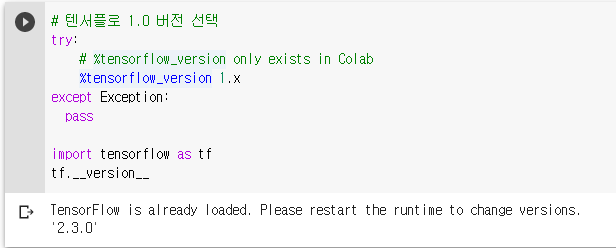 # 텐서플로 1.0 버전 선택
try:
    # %tensorflow_version only exists in Colab
    %tensorflow_version 1.x
except Exception:
  pass

import tensorflow as tf
tf.__version__
TensorFlow is already loaded. Please restart the runtime to change versions.
'2.3.0'